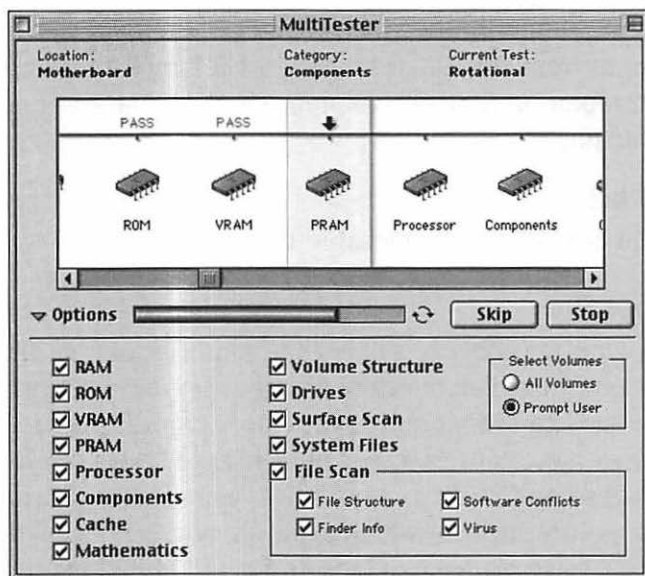 MultiTester
Location: Category: Current Test:
Motherboard Components Rotational
PASS PASS
ROM VRAM PRAM Processor Components
Options Skip Stop
RAM
ROM
VRAM
PRAM
Processor
Components
Cache
Mathematics
Volume Structure
Drives
Surface Scan
System Files
File Scan
File Structure Software Conflicts
Finder Info Virus
Select Volumes
All Volumes
Prompt User